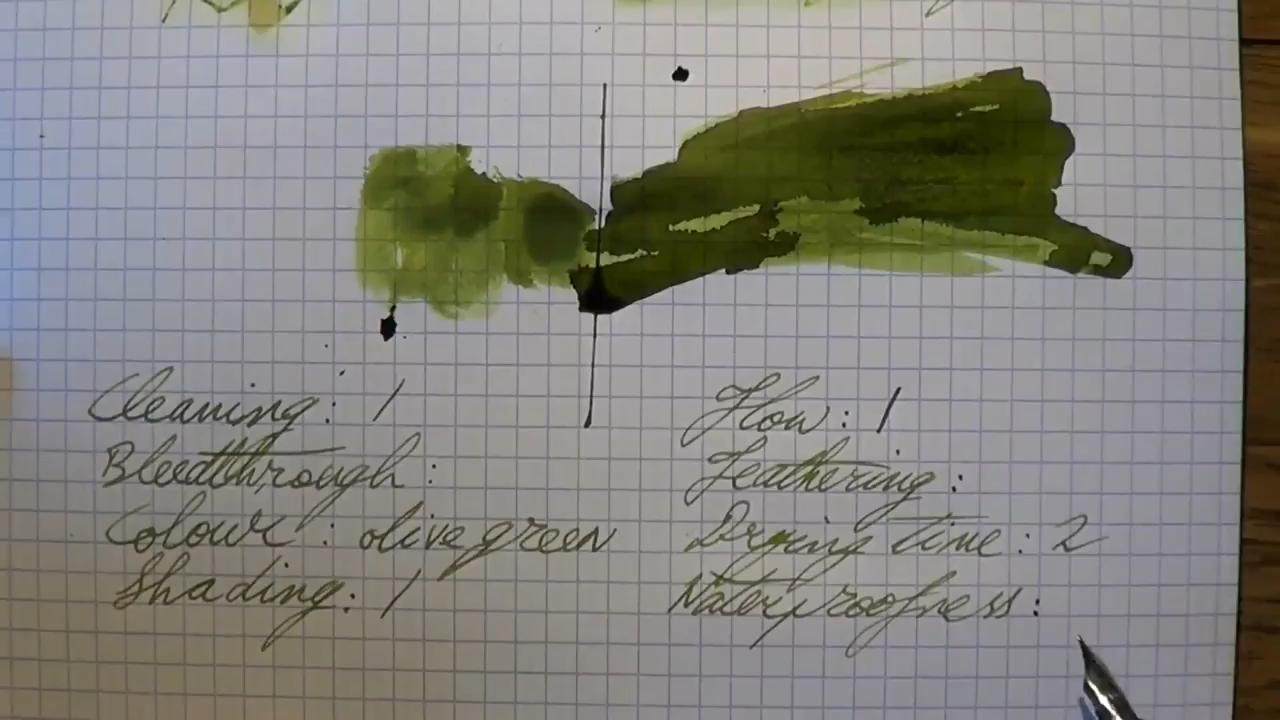 Cleaning: 1
Flow: 1
Bleedthrough:
Feathering:
Colour: olive green
Drying time: 2
Shading: 1
Waterproofness: